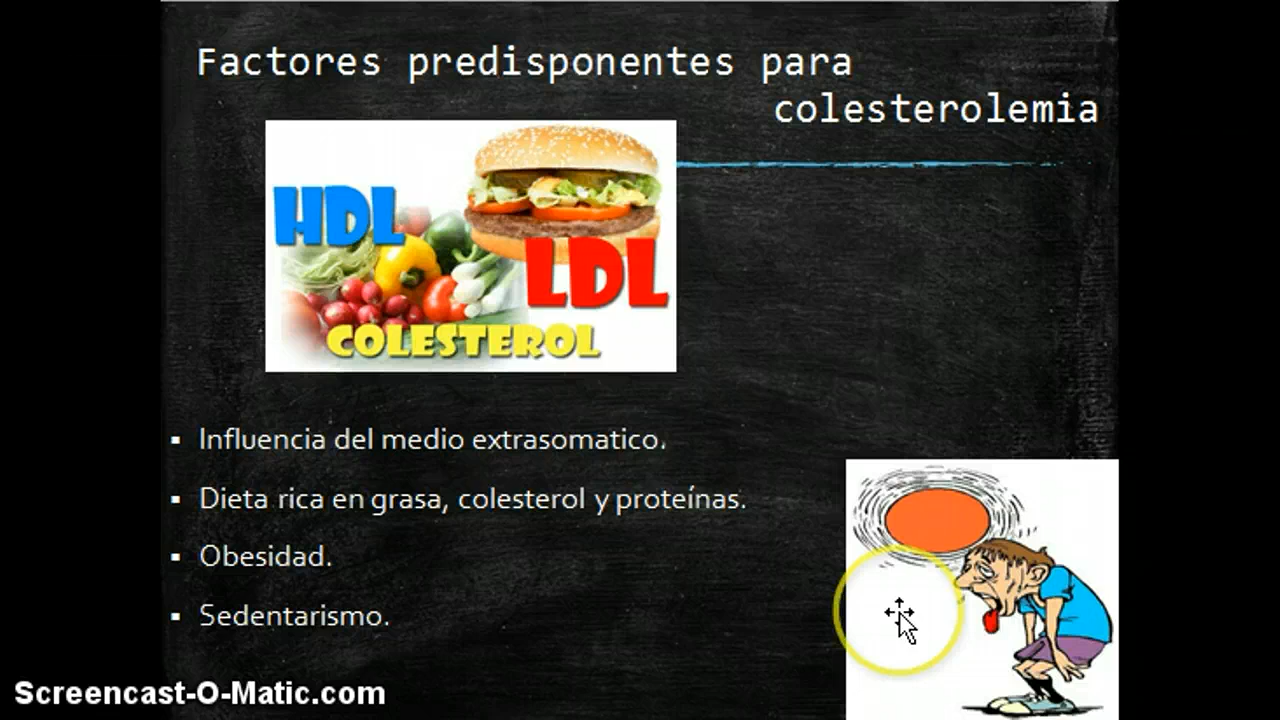 Factores predisponentes para
colesterolemia
HDL
LDL
COLESTEROL
▪ Influencia del medio extrasomatico.
▪ Dieta rica en grasa, colesterol y proteínas.
▪ Obesidad.
▪ Sedentarismo.
Screencast-O-Matic.com